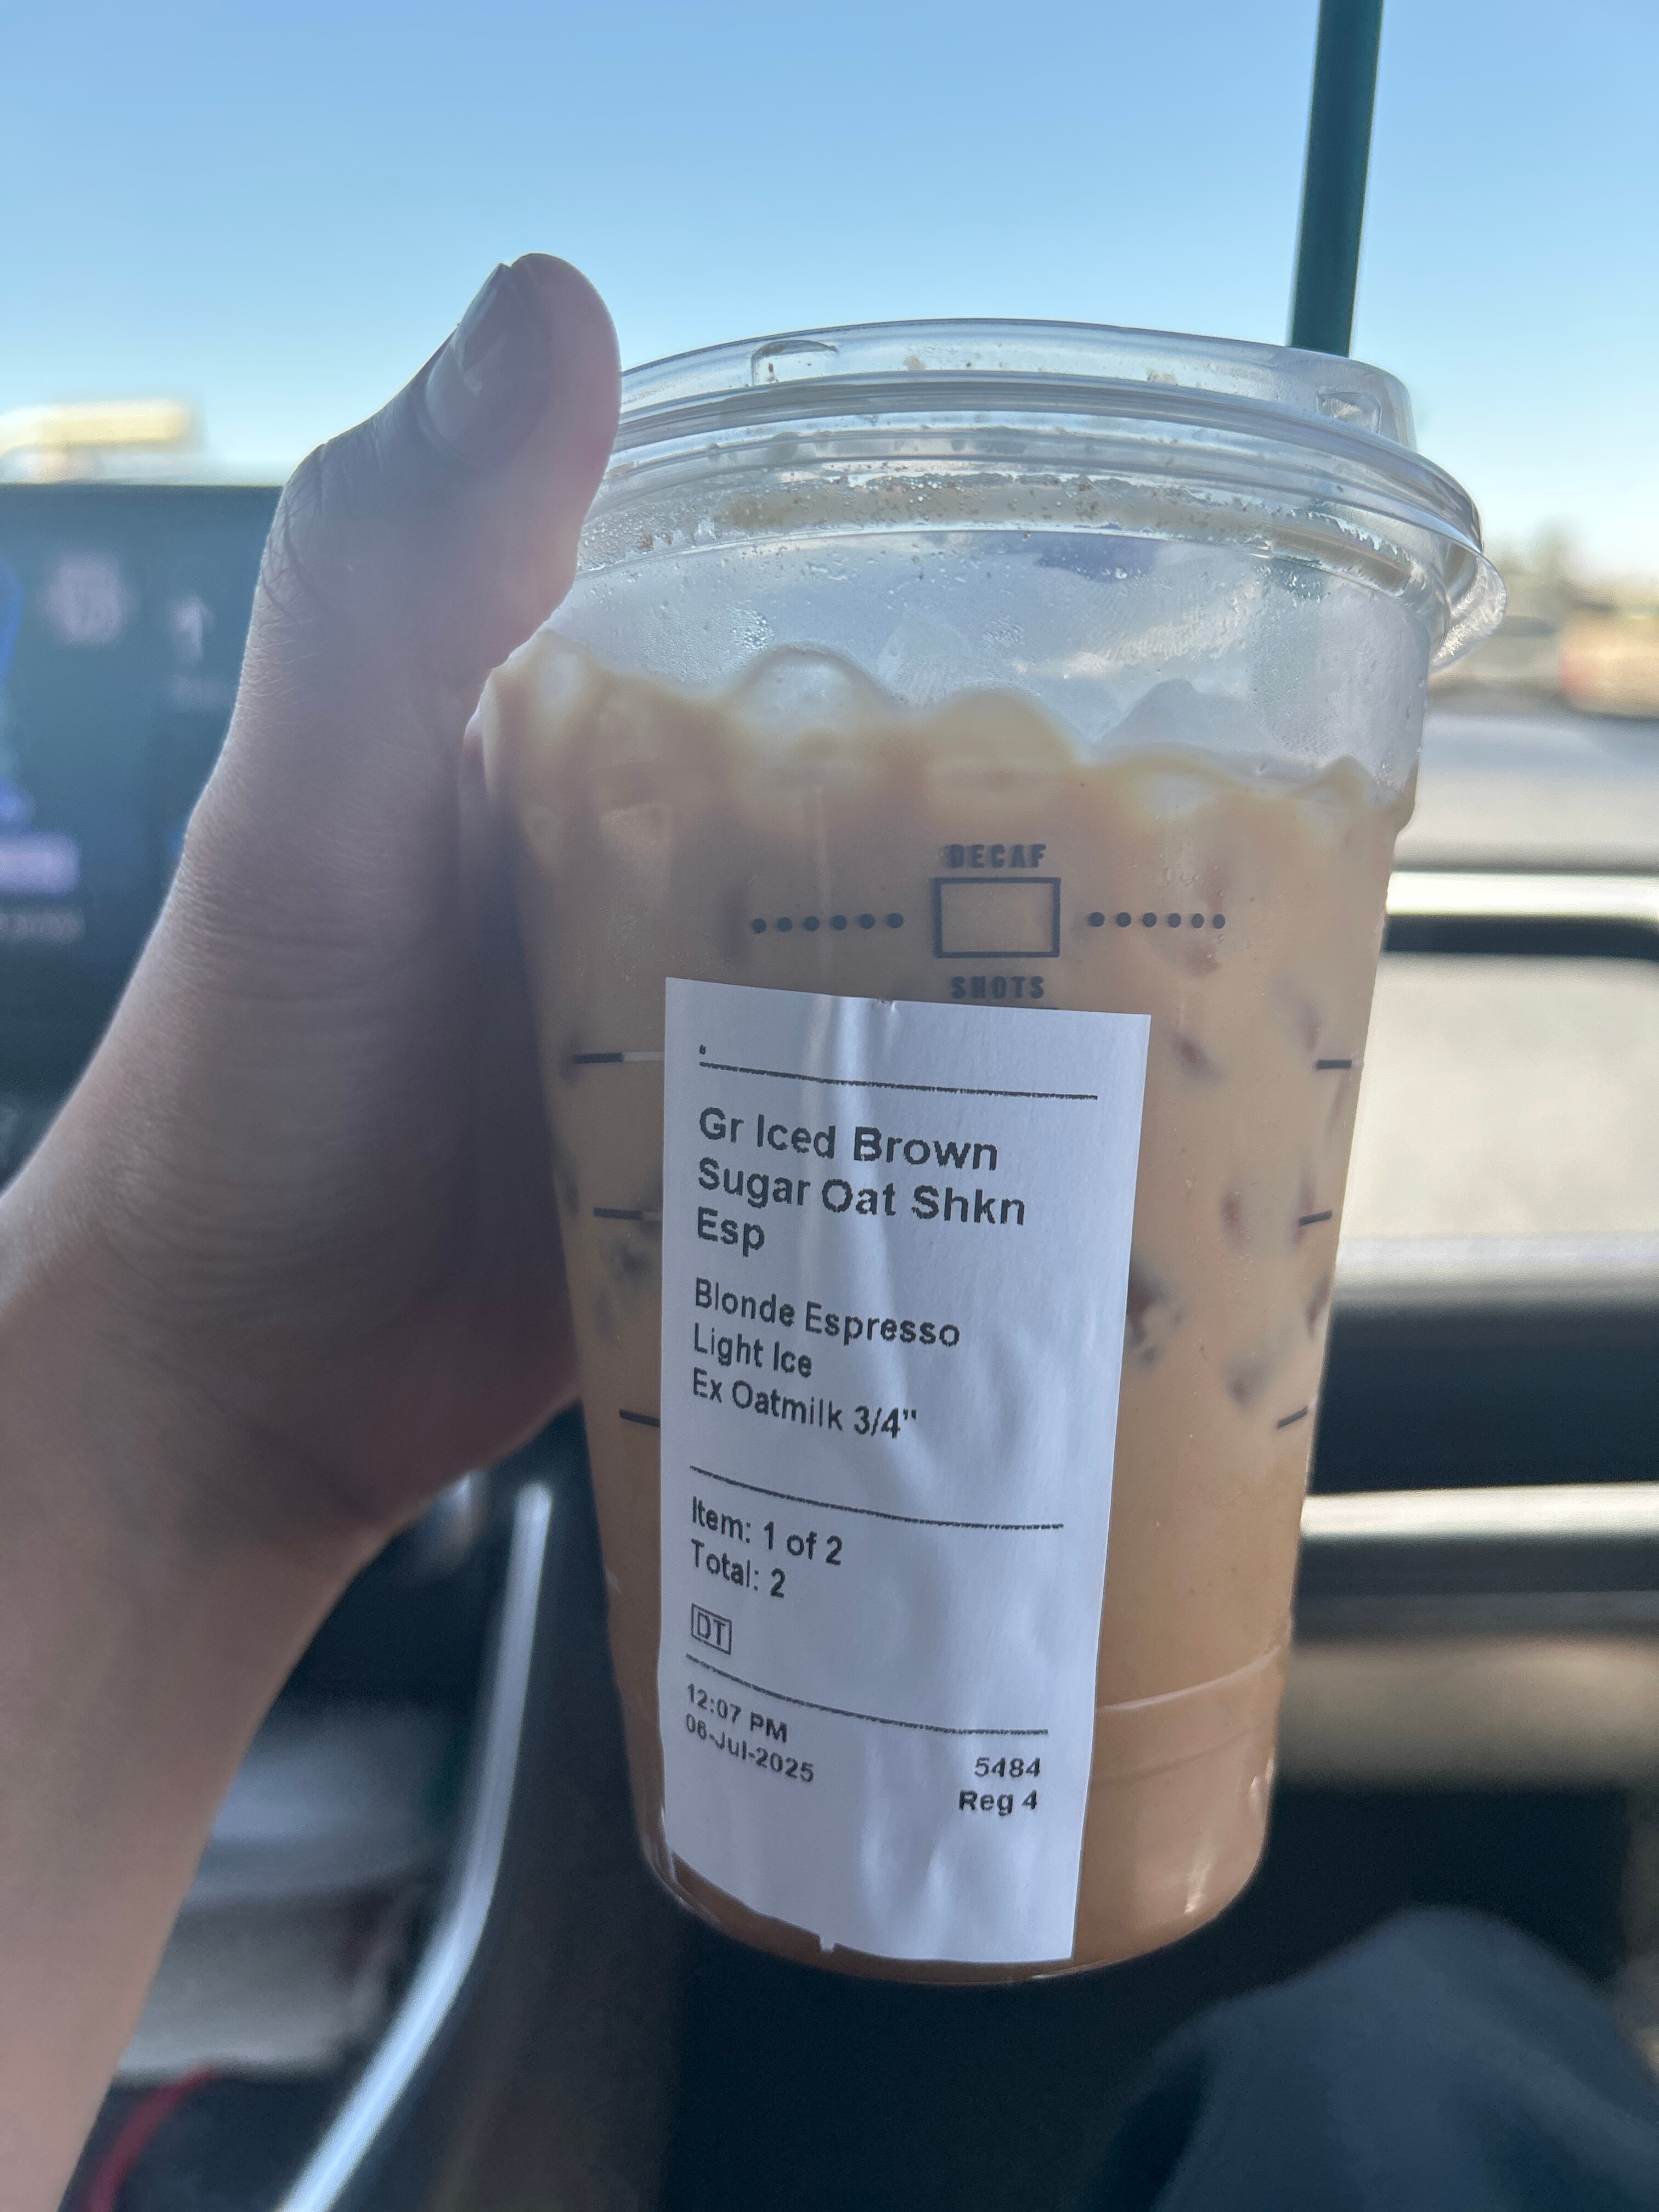 DECAF
SHOTS
Gr Iced Brown
Sugar Oat Shkn
Esp
Blonde Espresso
Light Ice
Ex Oatmilk 3/4"
Item: 1 of 2
Total: 2
DT
12:07 PM
06-Jul-2025
5484
Reg 4